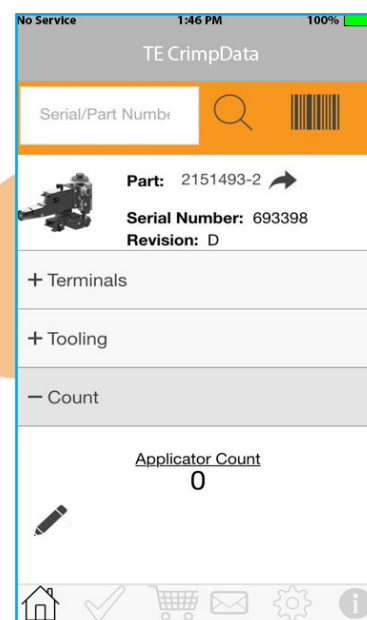 No Service 1:46 PM 100%
TE CrimpData
Serial/Part Numbe
Part: 2151493-2
Serial Number: 693398
Revision: D
+ Terminals
+ Tooling
− Count
Applicator Count
0